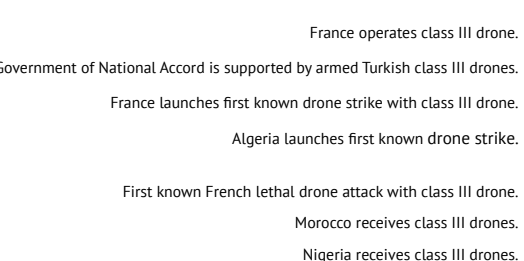 France operates class III drone.
Government of National Accord is supported by armed Turkish class III drones.
France launches first known drone strike with class III drone.
Algeria launches first known drone strike.
First known French lethal drone attack with class III drone.
Morocco receives class III drones.
Nigeria receives class III drones.